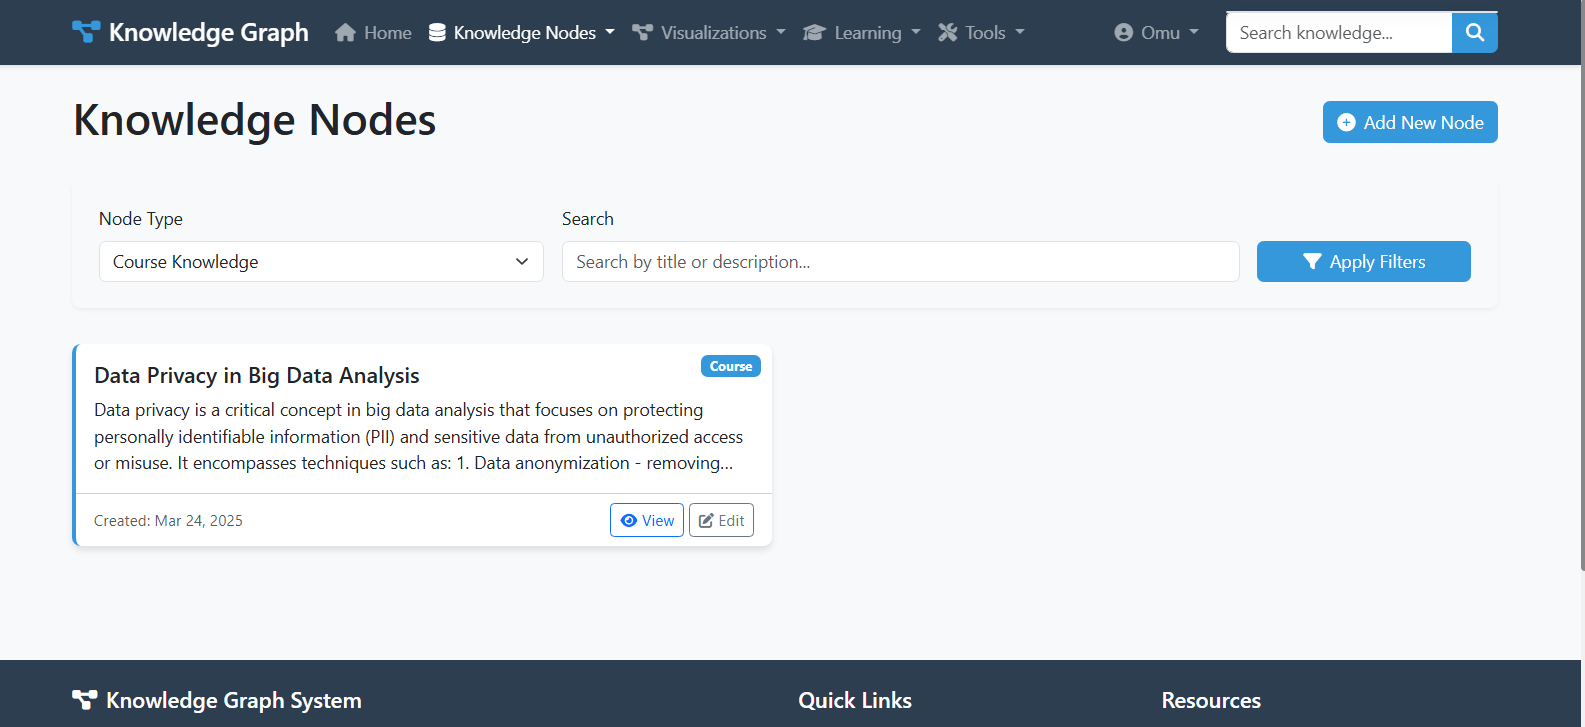 Knowledge Graph Home Knowledge Nodes Visualizations Learning Tools Omu Search knowledge...
Knowledge Nodes
Add New Node
Node Type
Search
Course Knowledge
Search by title or description...
Apply Filters
Data Privacy in Big Data Analysis
Course
Data privacy is a critical concept in big data analysis that focuses on protecting
personally identifiable information (PII) and sensitive data from unauthorized access
or misuse. It encompasses techniques such as: 1. Data anonymization - removing...
Created: Mar 24, 2025
View
Edit
Knowledge Graph System
Quick Links
Resources